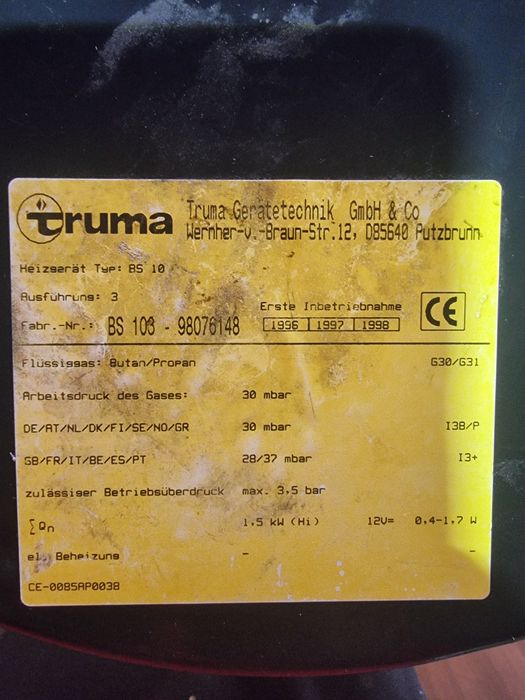 truma
Truma Gerätetechnik GmbH & Co
Wernher-v.-Braun-Str.12, D85640 Putzbrunn
Heizgerät Typ: BS 10
Ausführung: 3
Fabr.-Nr.: BS 103 - 98076148
Erste Inbetriebnahme
1996 | 1997 | 1998
CE
Flüssiggas: Butan/Propan G30/G31
Arbeitsdruck des Gases: 30 mbar
DE/AT/NL/DK/FI/SE/NO/GR 30 mbar I3B/P
GB/FR/IT/BE/ES/PT 28/37 mbar I3+
zulässiger Betriebsüberdruck max. 3,5 bar
∑Qn 1,5 kW (Hi) 12V= 0,4-1,7 W
el. Beheizung - -
CE-0085AP0038